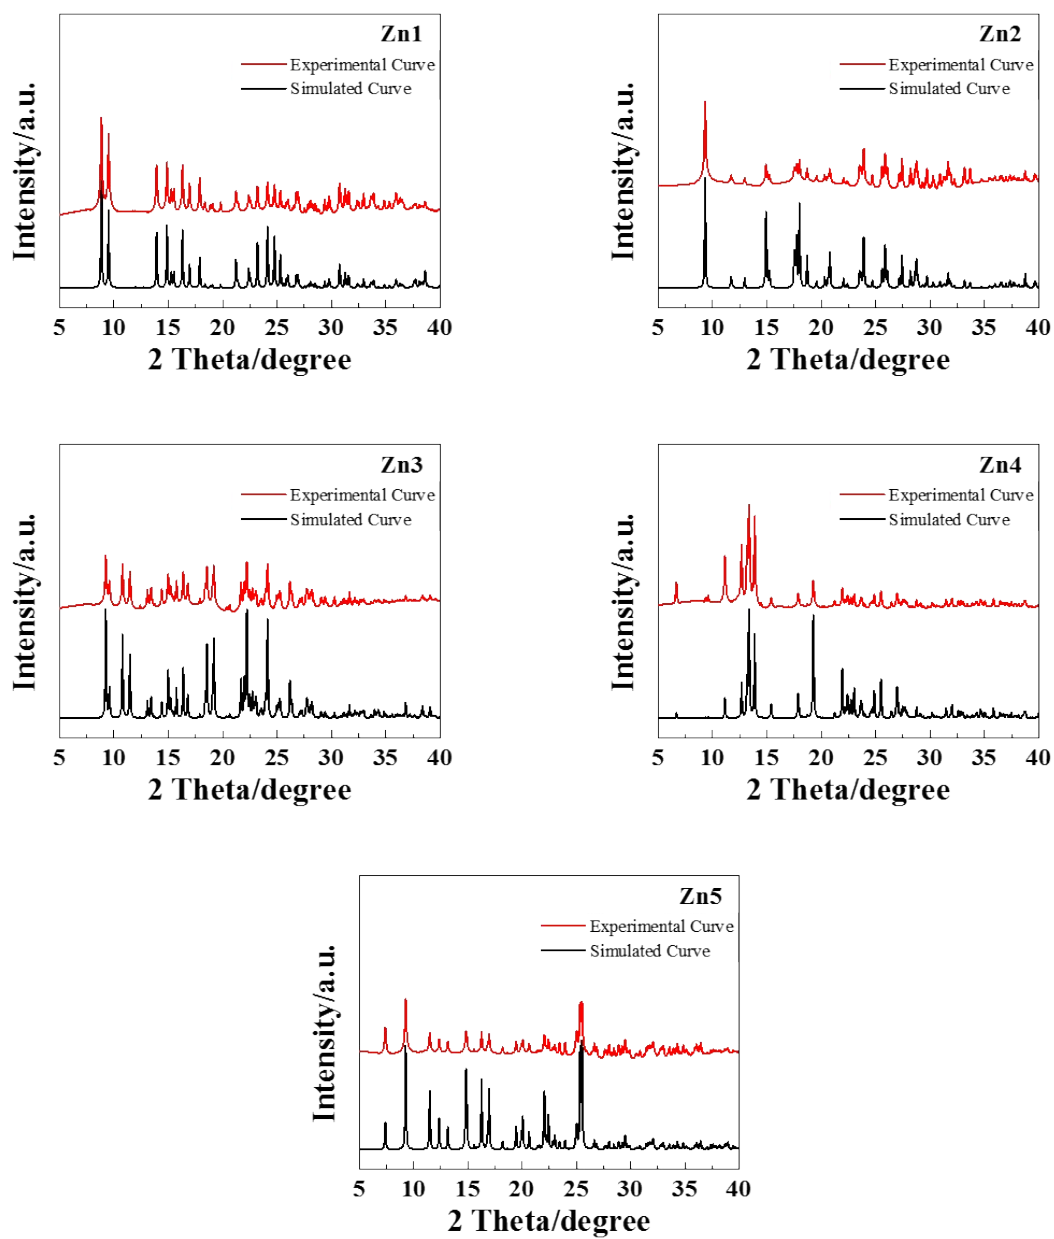 Zn1
Experimental Curve
Simulated Curve
Intensity/a.u.
5 10 15 20 25 30 35 40
2 Theta/degree
Zn2
Experimental Curve
Simulated Curve
Intensity/a.u.
5 10 15 20 25 30 35 40
2 Theta/degree
Zn3
Experimental Curve
Simulated Curve
Intensity/a.u.
5 10 15 20 25 30 35 40
2 Theta/degree
Zn4
Experimental Curve
Simulated Curve
Intensity/a.u.
5 10 15 20 25 30 35 40
2 Theta/degree
Zn5
Experimental Curve
Simulated Curve
Intensity/a.u.
5 10 15 20 25 30 35 40
2 Theta/degree